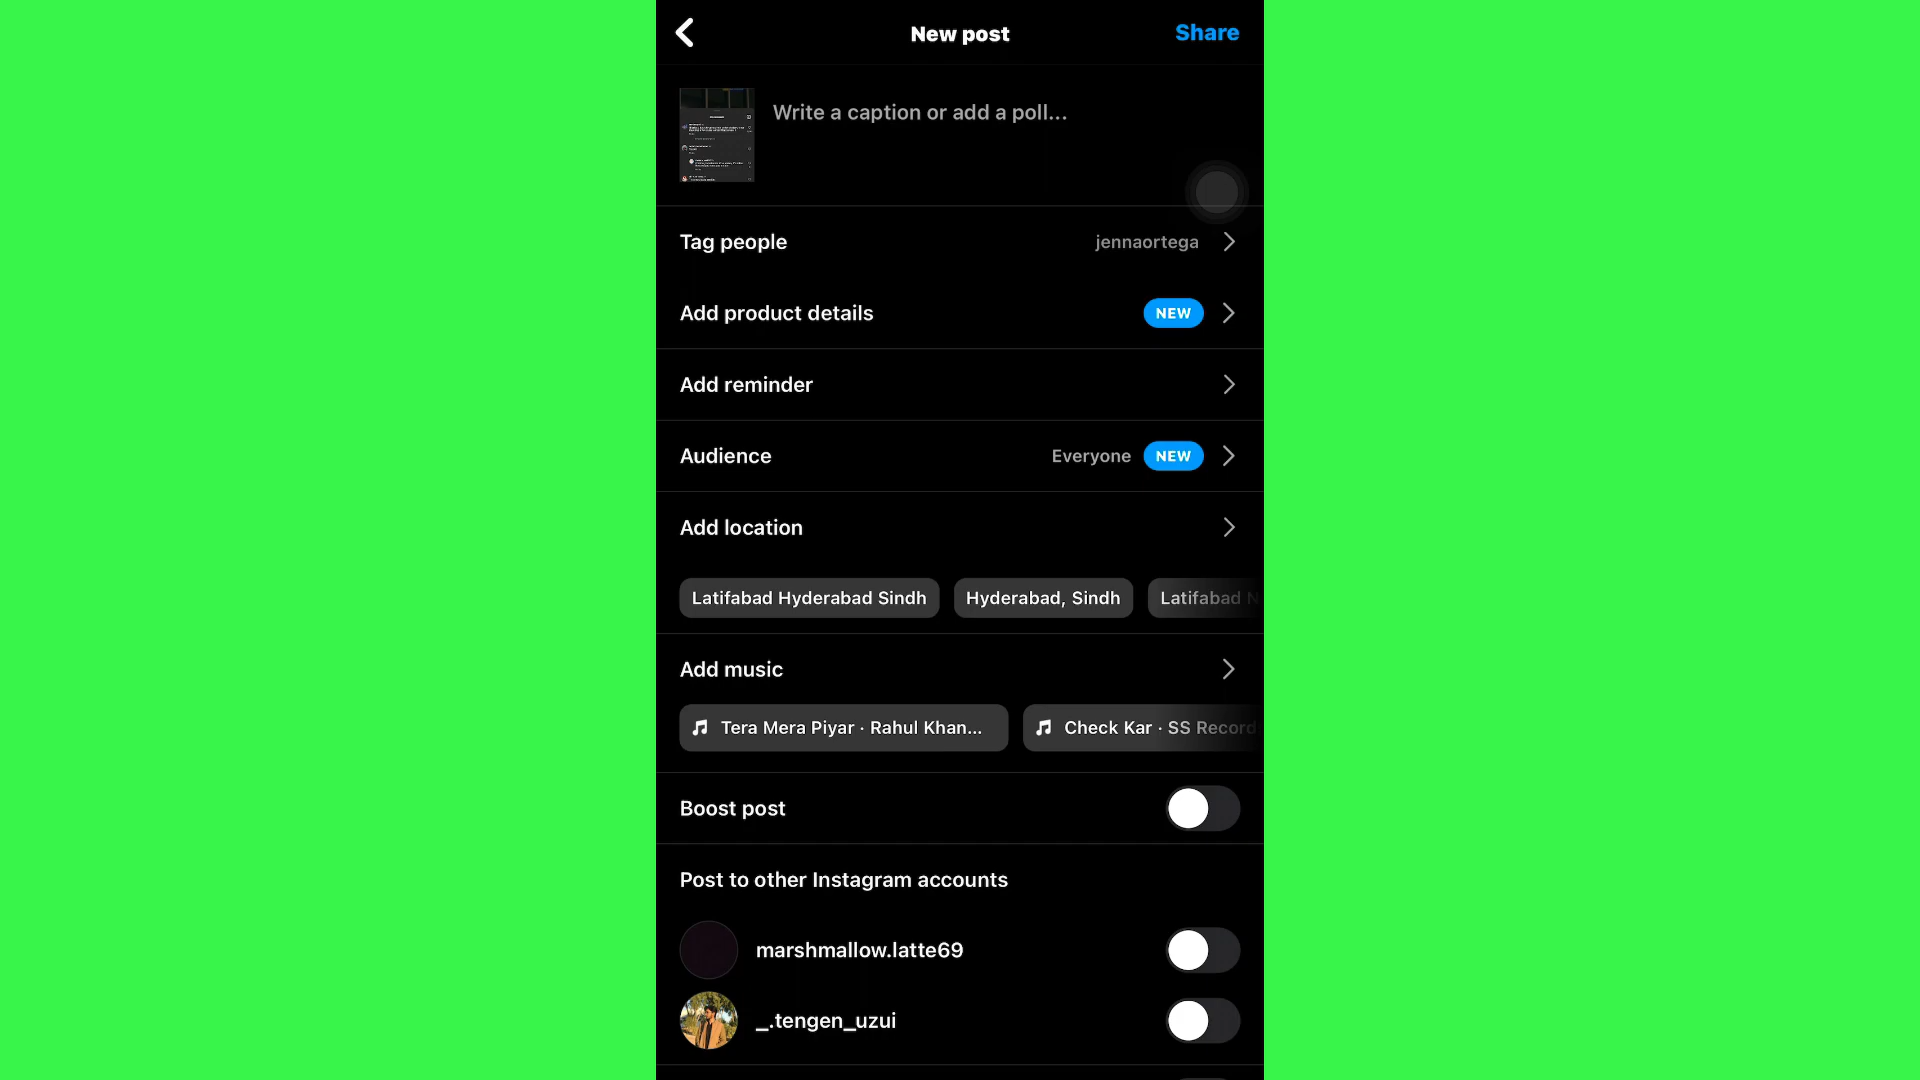 New post
Share
Write a caption or add a poll...
Tag people
jennaortega
Add product details
NEW
Add reminder
Audience
Everyone
NEW
Add location
Latifabad Hyderabad Sindh
Hyderabad, Sindh
Latifabad N
Add music
Tera Mera Piyar · Rahul Khan...
Check Kar · SS Record
Boost post
Post to other Instagram accounts
marshmallow.latte69
_.tengen_uzui